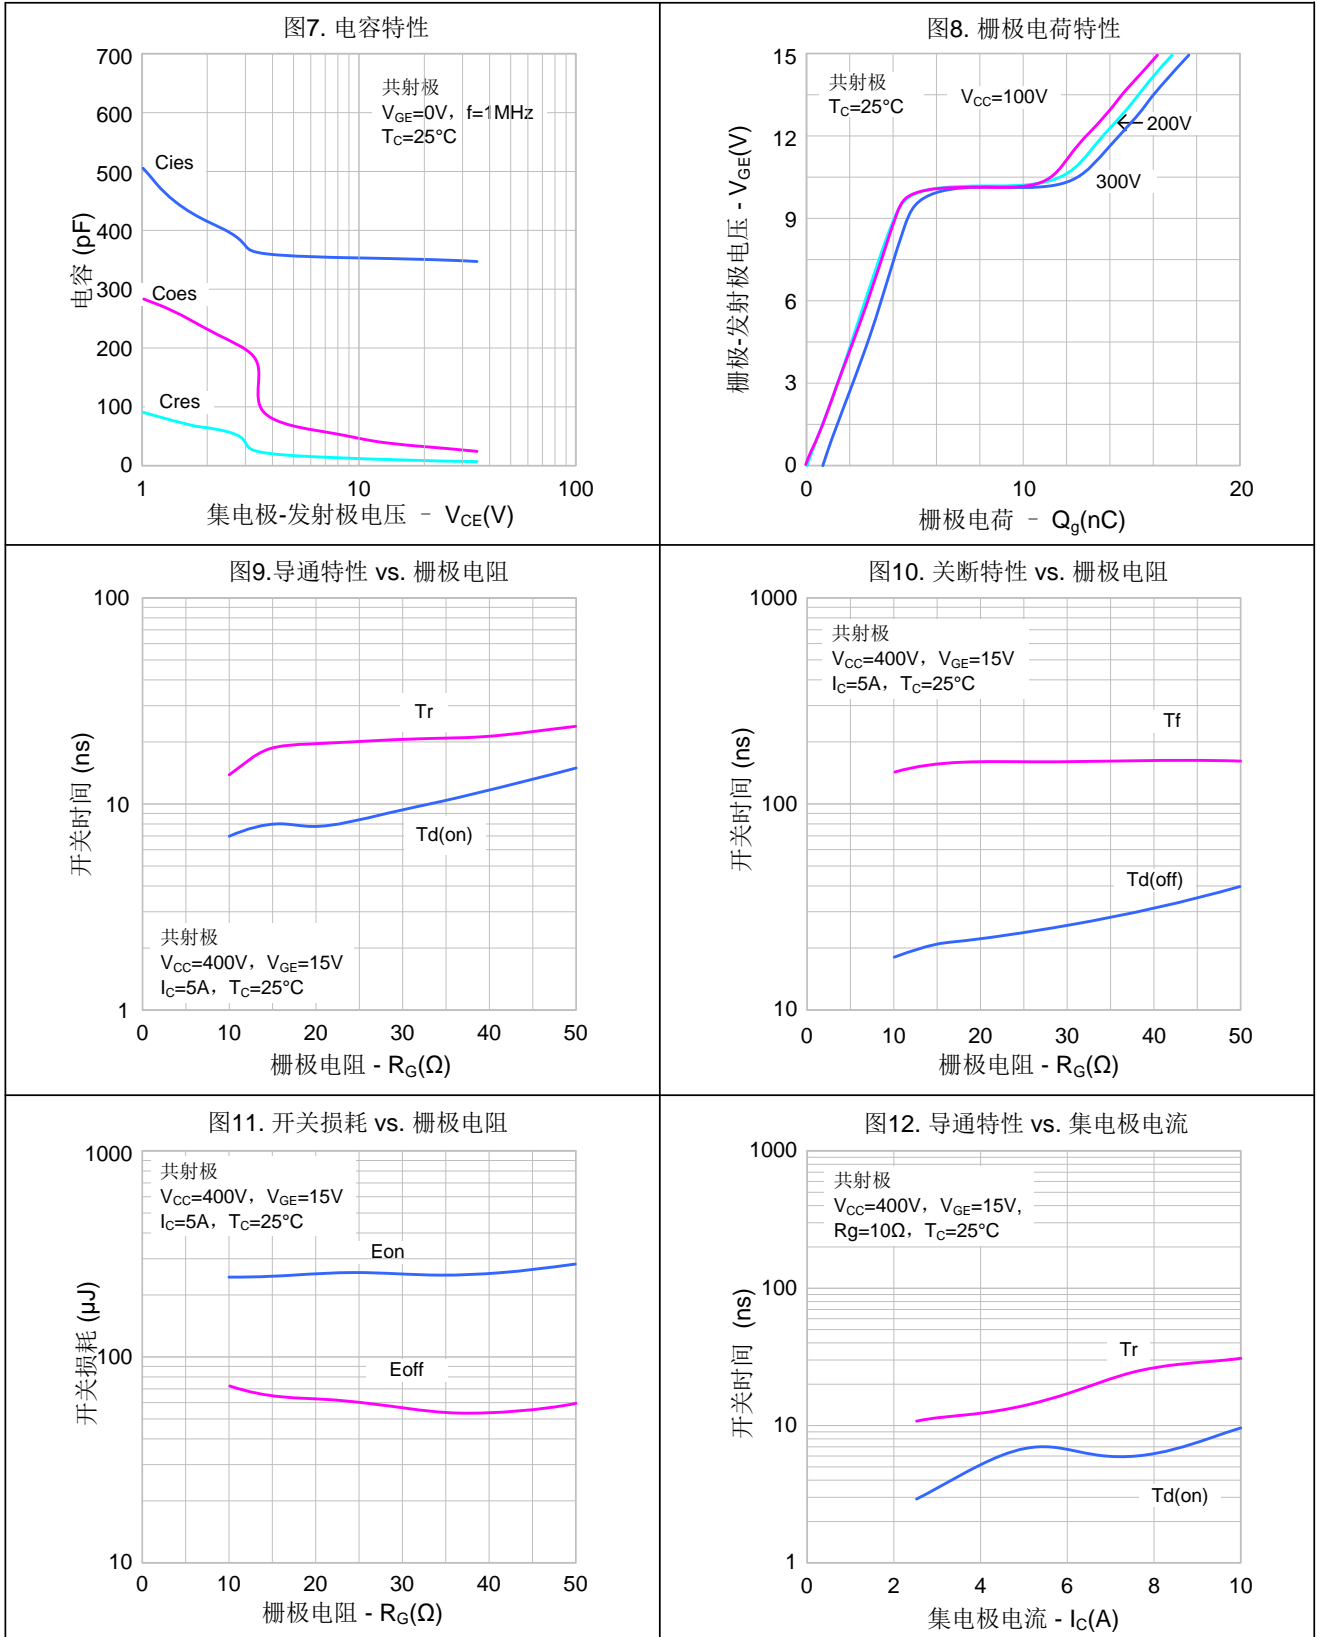 图7. 电容特性
700
600
500
400
300
200
100
0
电容 (pF)
共射极
VGE=0V，f=1MHz
TC=25°C
Cies
Coes
Cres
1
10
100
集电极-发射极电压 － VCE(V)
图8. 栅极电荷特性
15
12
9
6
3
0
栅极-发射极电压 - VGE(V)
共射极
TC=25°C
VCC=100V
200V
300V
0
10
20
栅极电荷 － Qg(nC)
图9.导通特性 vs. 栅极电阻
100
10
1
开关时间 (ns)
Tr
Td(on)
共射极
VCC=400V，VGE=15V
IC=5A，TC=25°C
0
10
20
30
40
50
栅极电阻 - RG(Ω)
图10. 关断特性 vs. 栅极电阻
1000
100
10
开关时间 (ns)
共射极
VCC=400V，VGE=15V
IC=5A，TC=25°C
Tf
Td(off)
0
10
20
30
40
50
栅极电阻 - RG(Ω)
图11. 开关损耗 vs. 栅极电阻
1000
100
10
开关损耗 (μJ)
共射极
VCC=400V，VGE=15V
IC=5A，TC=25°C
Eon
Eoff
0
10
20
30
40
50
栅极电阻 - RG(Ω)
图12. 导通特性 vs. 集电极电流
1000
100
10
1
开关时间 (ns)
共射极
VCC=400V，VGE=15V,
Rg=10Ω，TC=25°C
Tr
Td(on)
0
2
4
6
8
10
集电极电流 - IC(A)